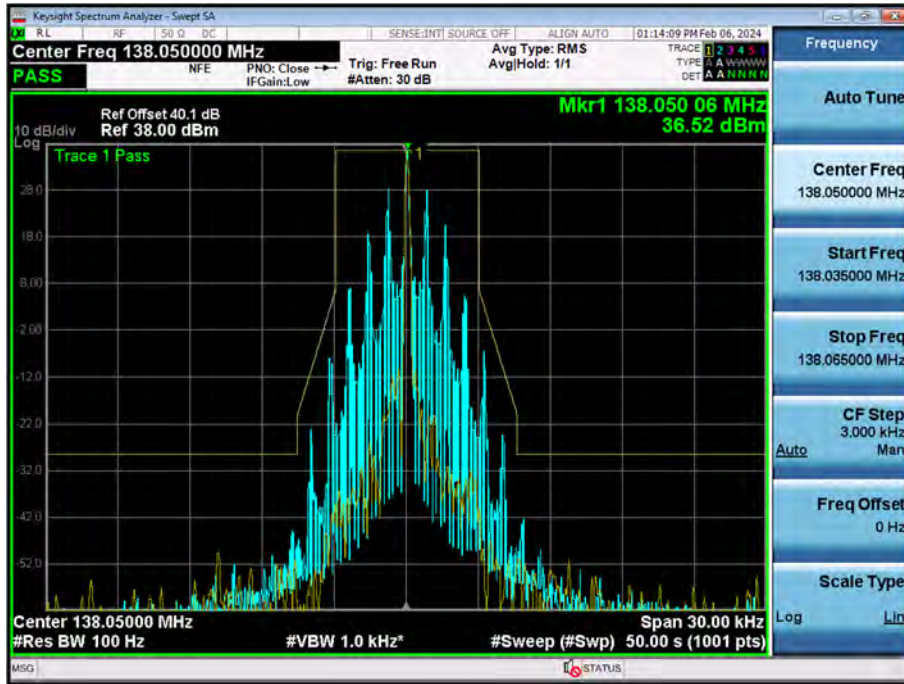 Keysight Spectrum Analyzer - Swept SA
LXI RL RF 50 Ω DC SENSE:INT SOURCE OFF ALIGN AUTO 01:14:09 PM Feb 06, 2024
Center Freq 138.050000 MHz
PASS
NFE
PNO: Close
IFGain:Low
Trig: Free Run
#Atten: 30 dB
Avg Type: RMS
Avg|Hold: 1/1
TRACE 1 2 3 4 5
TYPE A A W W W W
DET A A N N N N
Mkr1 138.050 06 MHz
36.52 dBm
Ref Offset 40.1 dB
10 dB/div Ref 38.00 dBm
Log
Trace 1 Pass
1
28.0
18.0
8.00
-2.00
-12.0
-22.0
-32.0
-42.0
-52.0
Center 138.05000 MHz Span 30.00 kHz
#Res BW 100 Hz #VBW 1.0 kHz* #Sweep (#Swp) 50.00 s (1001 pts)
MSG STATUS
Frequency
Auto Tune
Center Freq
138.050000 MHz
Start Freq
138.035000 MHz
Stop Freq
138.065000 MHz
CF Step
3.000 kHz
Auto Man
Freq Offset
0 Hz
Scale Type
Log Lin